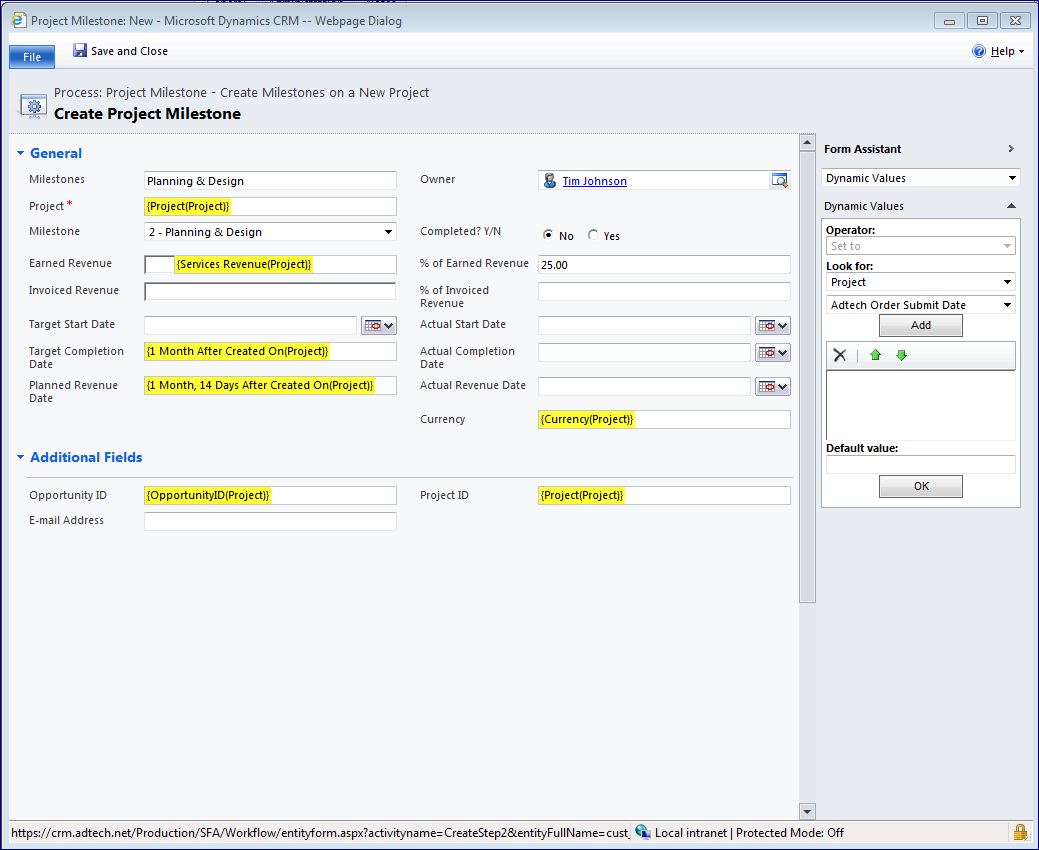 Project Milestone: New - Microsoft Dynamics CRM -- Webpage Dialog
File Save and Close Help
Process: Project Milestone - Create Milestones on a New Project
Create Project Milestone
General
Milestones Planning & Design Owner Tim Johnson
Project* {Project(Project)}
Milestone 2 - Planning & Design Completed? Y/N No Yes
Earned Revenue {Services Revenue(Project)} % of Earned Revenue 25.00
Invoiced Revenue % of Invoiced
Revenue
Target Start Date Actual Start Date
Target Completion {1 Month After Created On(Project)} Actual Completion
Date Date
Planned Revenue {1 Month, 14 Days After Created On(Project)} Actual Revenue Date
Date
Currency {Currency(Project)}
Additional Fields
Opportunity ID {OpportunityID(Project)} Project ID {Project(Project)}
E-mail Address
Form Assistant
Dynamic Values
Dynamic Values
Operator:
Set to
Look for:
Project
Adtech Order Submit Date
Add
Default value:
OK
https://crm.adtech.net/Production/SFA/Workflow/entityform.aspx?activityname=CreateStep2&entityFullName=cust_ Local intranet | Protected Mode: Off